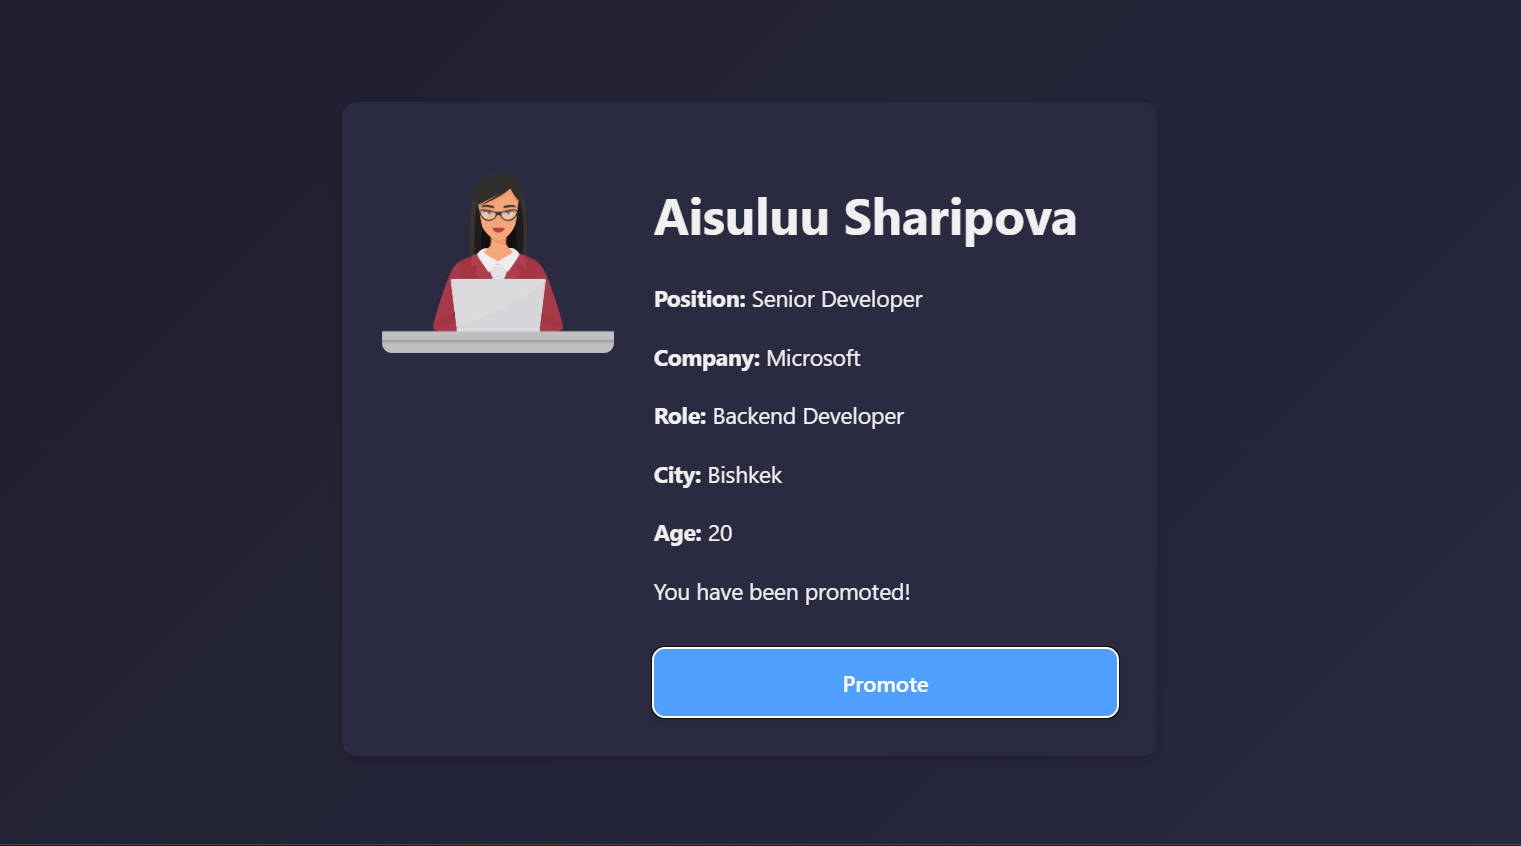 Aisuluu Sharipova
Position: Senior Developer
Company: Microsoft
Role: Backend Developer
City: Bishkek
Age: 20
You have been promoted!
Promote